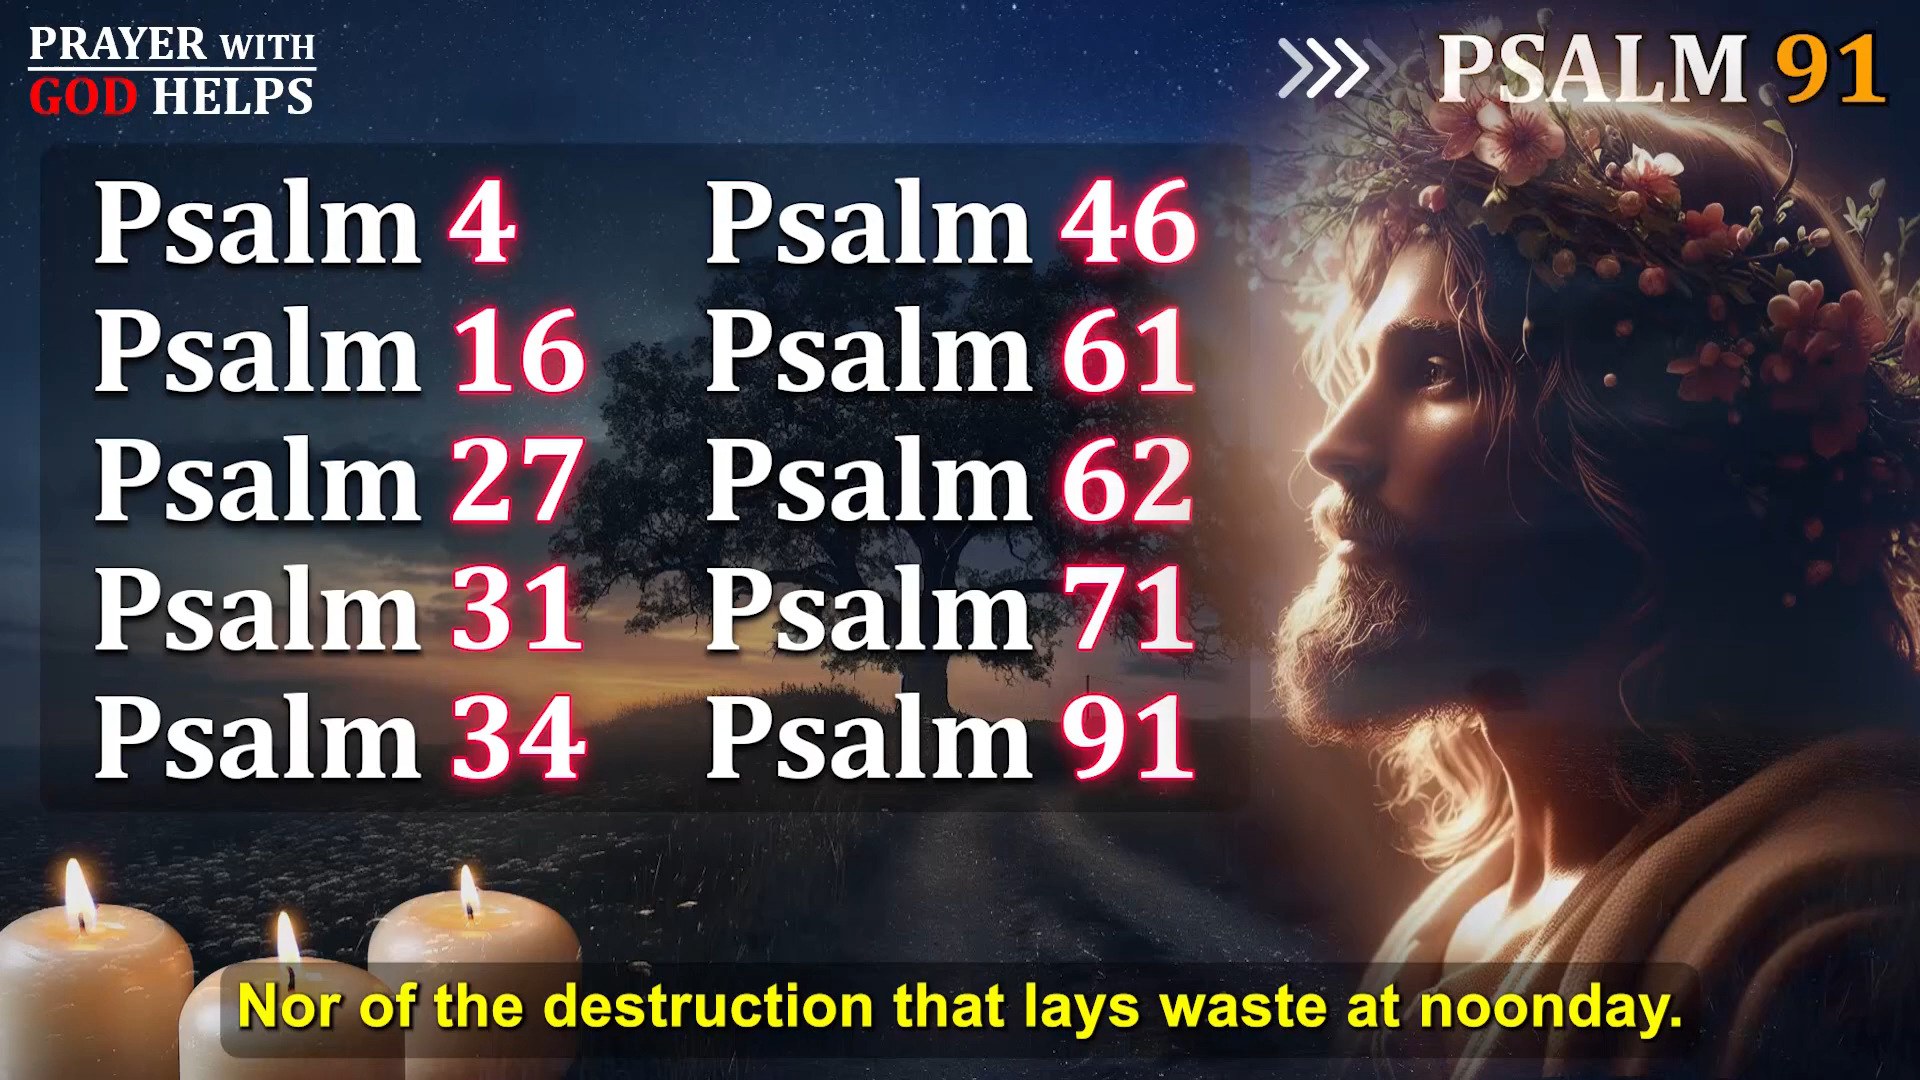 PRAYER WITH
GOD HELPS
PSALM 91
Psalm 4
Psalm 16
Psalm 27
Psalm 31
Psalm 34
Psalm 46
Psalm 61
Psalm 62
Psalm 71
Psalm 91
Nor of the destruction that lays waste at noonday.